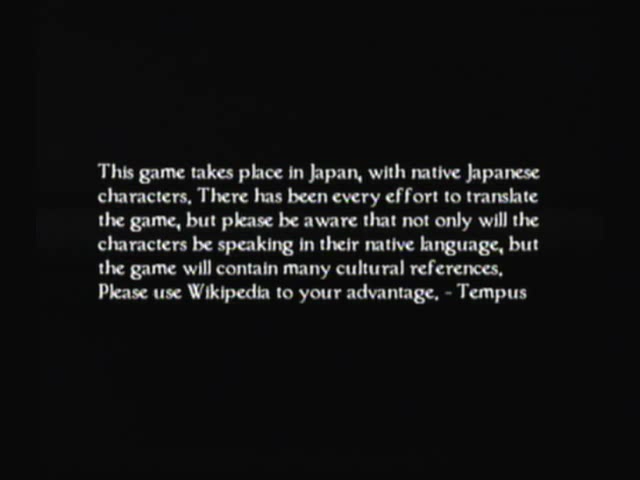 This game takes place in Japan, with native Japanese
characters. There has been every effort to translate
the game, but please be aware that not only will the
characters be speaking in their native language, but
the game will contain many cultural references.
Please use Wikipedia to your advantage. - Tempus